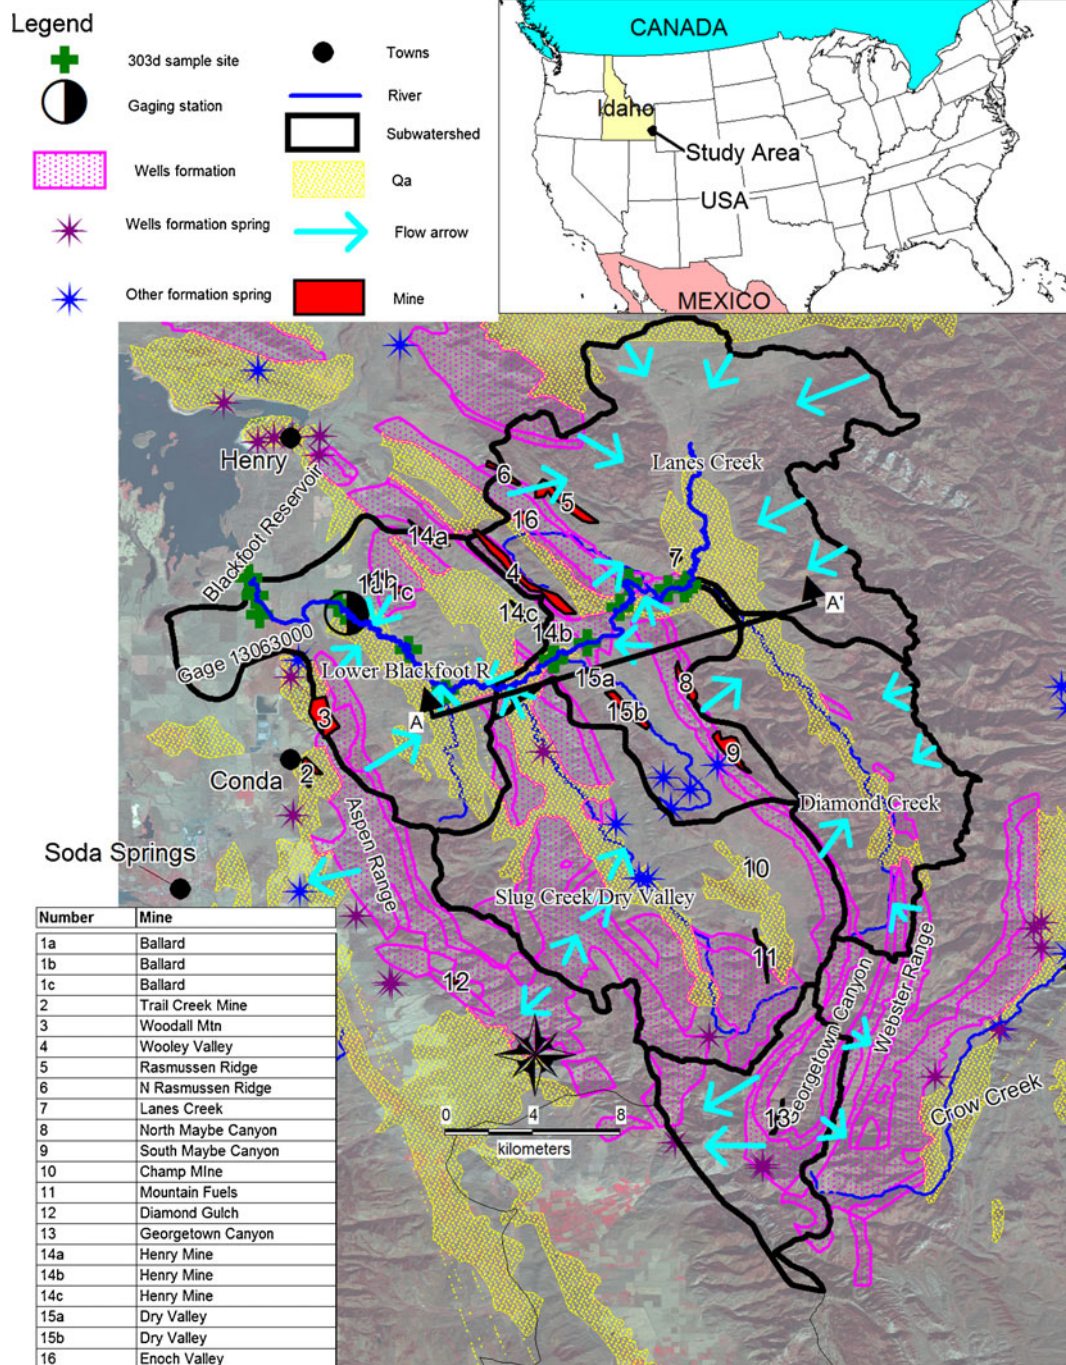 Legend
303d sample site
Towns
Gaging station
River
Subwatershed
Wells formation
Qa
Wells formation spring
Flow arrow
Other formation spring
Mine
CANADA
Idaho
Study Area
USA
MEXICO
Henry
Blackfoot Reservoir
Lanes Creek
6
5
16
14a
7
4
1b
1c
14c
14b
A'
Gage 13063000
Lower Blackfoot R
15a
8
A
15b
3
9
2
Conda
Diamond Creek
Aspen Range
Soda Springs
10
Slug Creek/Dry Valley
11
12
Georgetown Canyon
Webster Range
Crow Creek
13
0 4 8
kilometers
Number Mine
1a Ballard
1b Ballard
1c Ballard
2 Trail Creek Mine
3 Woodall Mtn
4 Wooley Valley
5 Rasmussen Ridge
6 N Rasmussen Ridge
7 Lanes Creek
8 North Maybe Canyon
9 South Maybe Canyon
10 Champ MIne
11 Mountain Fuels
12 Diamond Gulch
13 Georgetown Canyon
14a Henry Mine
14b Henry Mine
14c Henry Mine
15a Dry Valley
15b Dry Valley
16 Enoch Valley